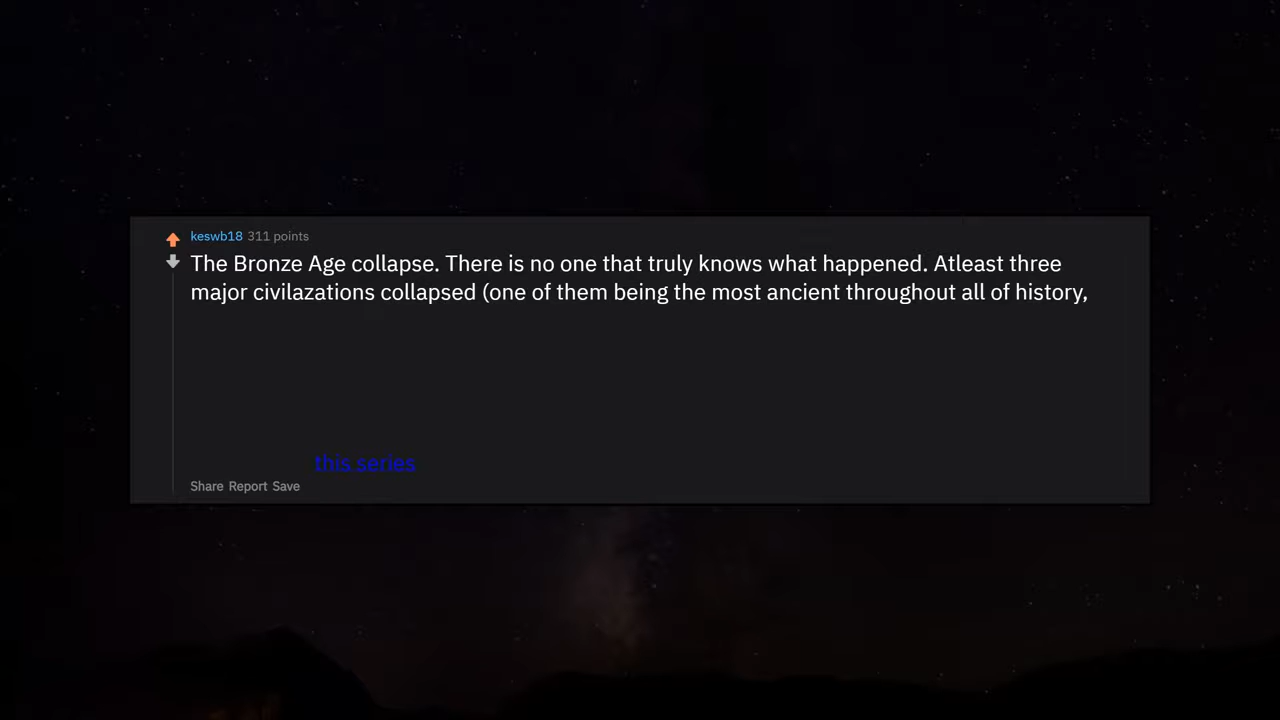 keswb18 311 points
The Bronze Age collapse. There is no one that truly knows what happened. Atleast three
major civilazations collapsed (one of them being the most ancient throughout all of history,
this series
Share Report Save